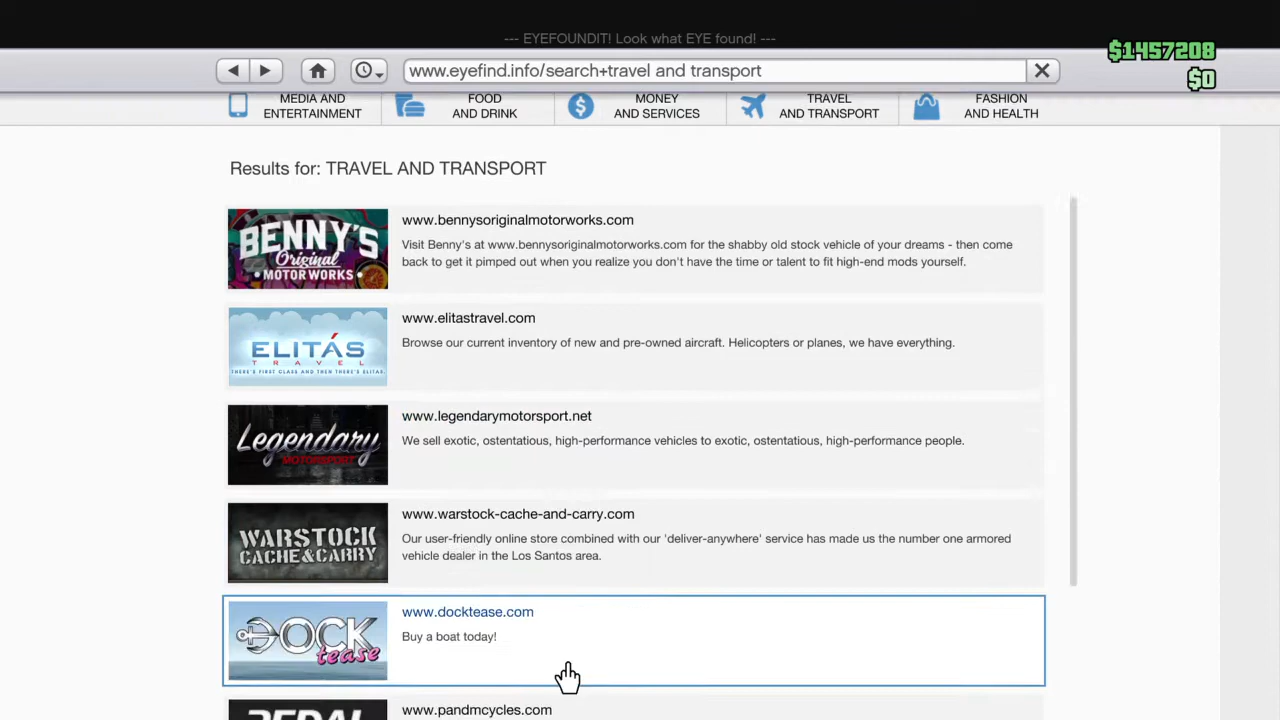 --- EYEFOUNDIT! Look what EYE found! ---
$1457208
$0
www.eyefind.info/search+travel and transport
MEDIA AND
ENTERTAINMENT
FOOD
AND DRINK
MONEY
AND SERVICES
TRAVEL
AND TRANSPORT
FASHION
AND HEALTH
Results for: TRAVEL AND TRANSPORT
BENNY'S
Original
MOTOR WORKS
www.bennysoriginalmotorworks.com
Visit Benny's at www.bennysoriginalmotorworks.com for the shabby old stock vehicle of your dreams - then come
back to get it pimped out when you realize you don't have the time or talent to fit high-end mods yourself.
ELITÁS
TRAVEL
THERE'S FIRST CLASS AND THEN THERE'S ELITAS.
www.elitastravel.com
Browse our current inventory of new and pre-owned aircraft. Helicopters or planes, we have everything.
Legendary
MOTORSPORT
www.legendarymotorsport.net
We sell exotic, ostentatious, high-performance vehicles to exotic, ostentatious, high-performance people.
WARSTOCK
CACHE&CARRY
www.warstock-cache-and-carry.com
Our user-friendly online store combined with our 'deliver-anywhere' service has made us the number one armored
vehicle dealer in the Los Santos area.
DOCK
tease
www.docktease.com
Buy a boat today!
PEDAL
www.pandmcycles.com